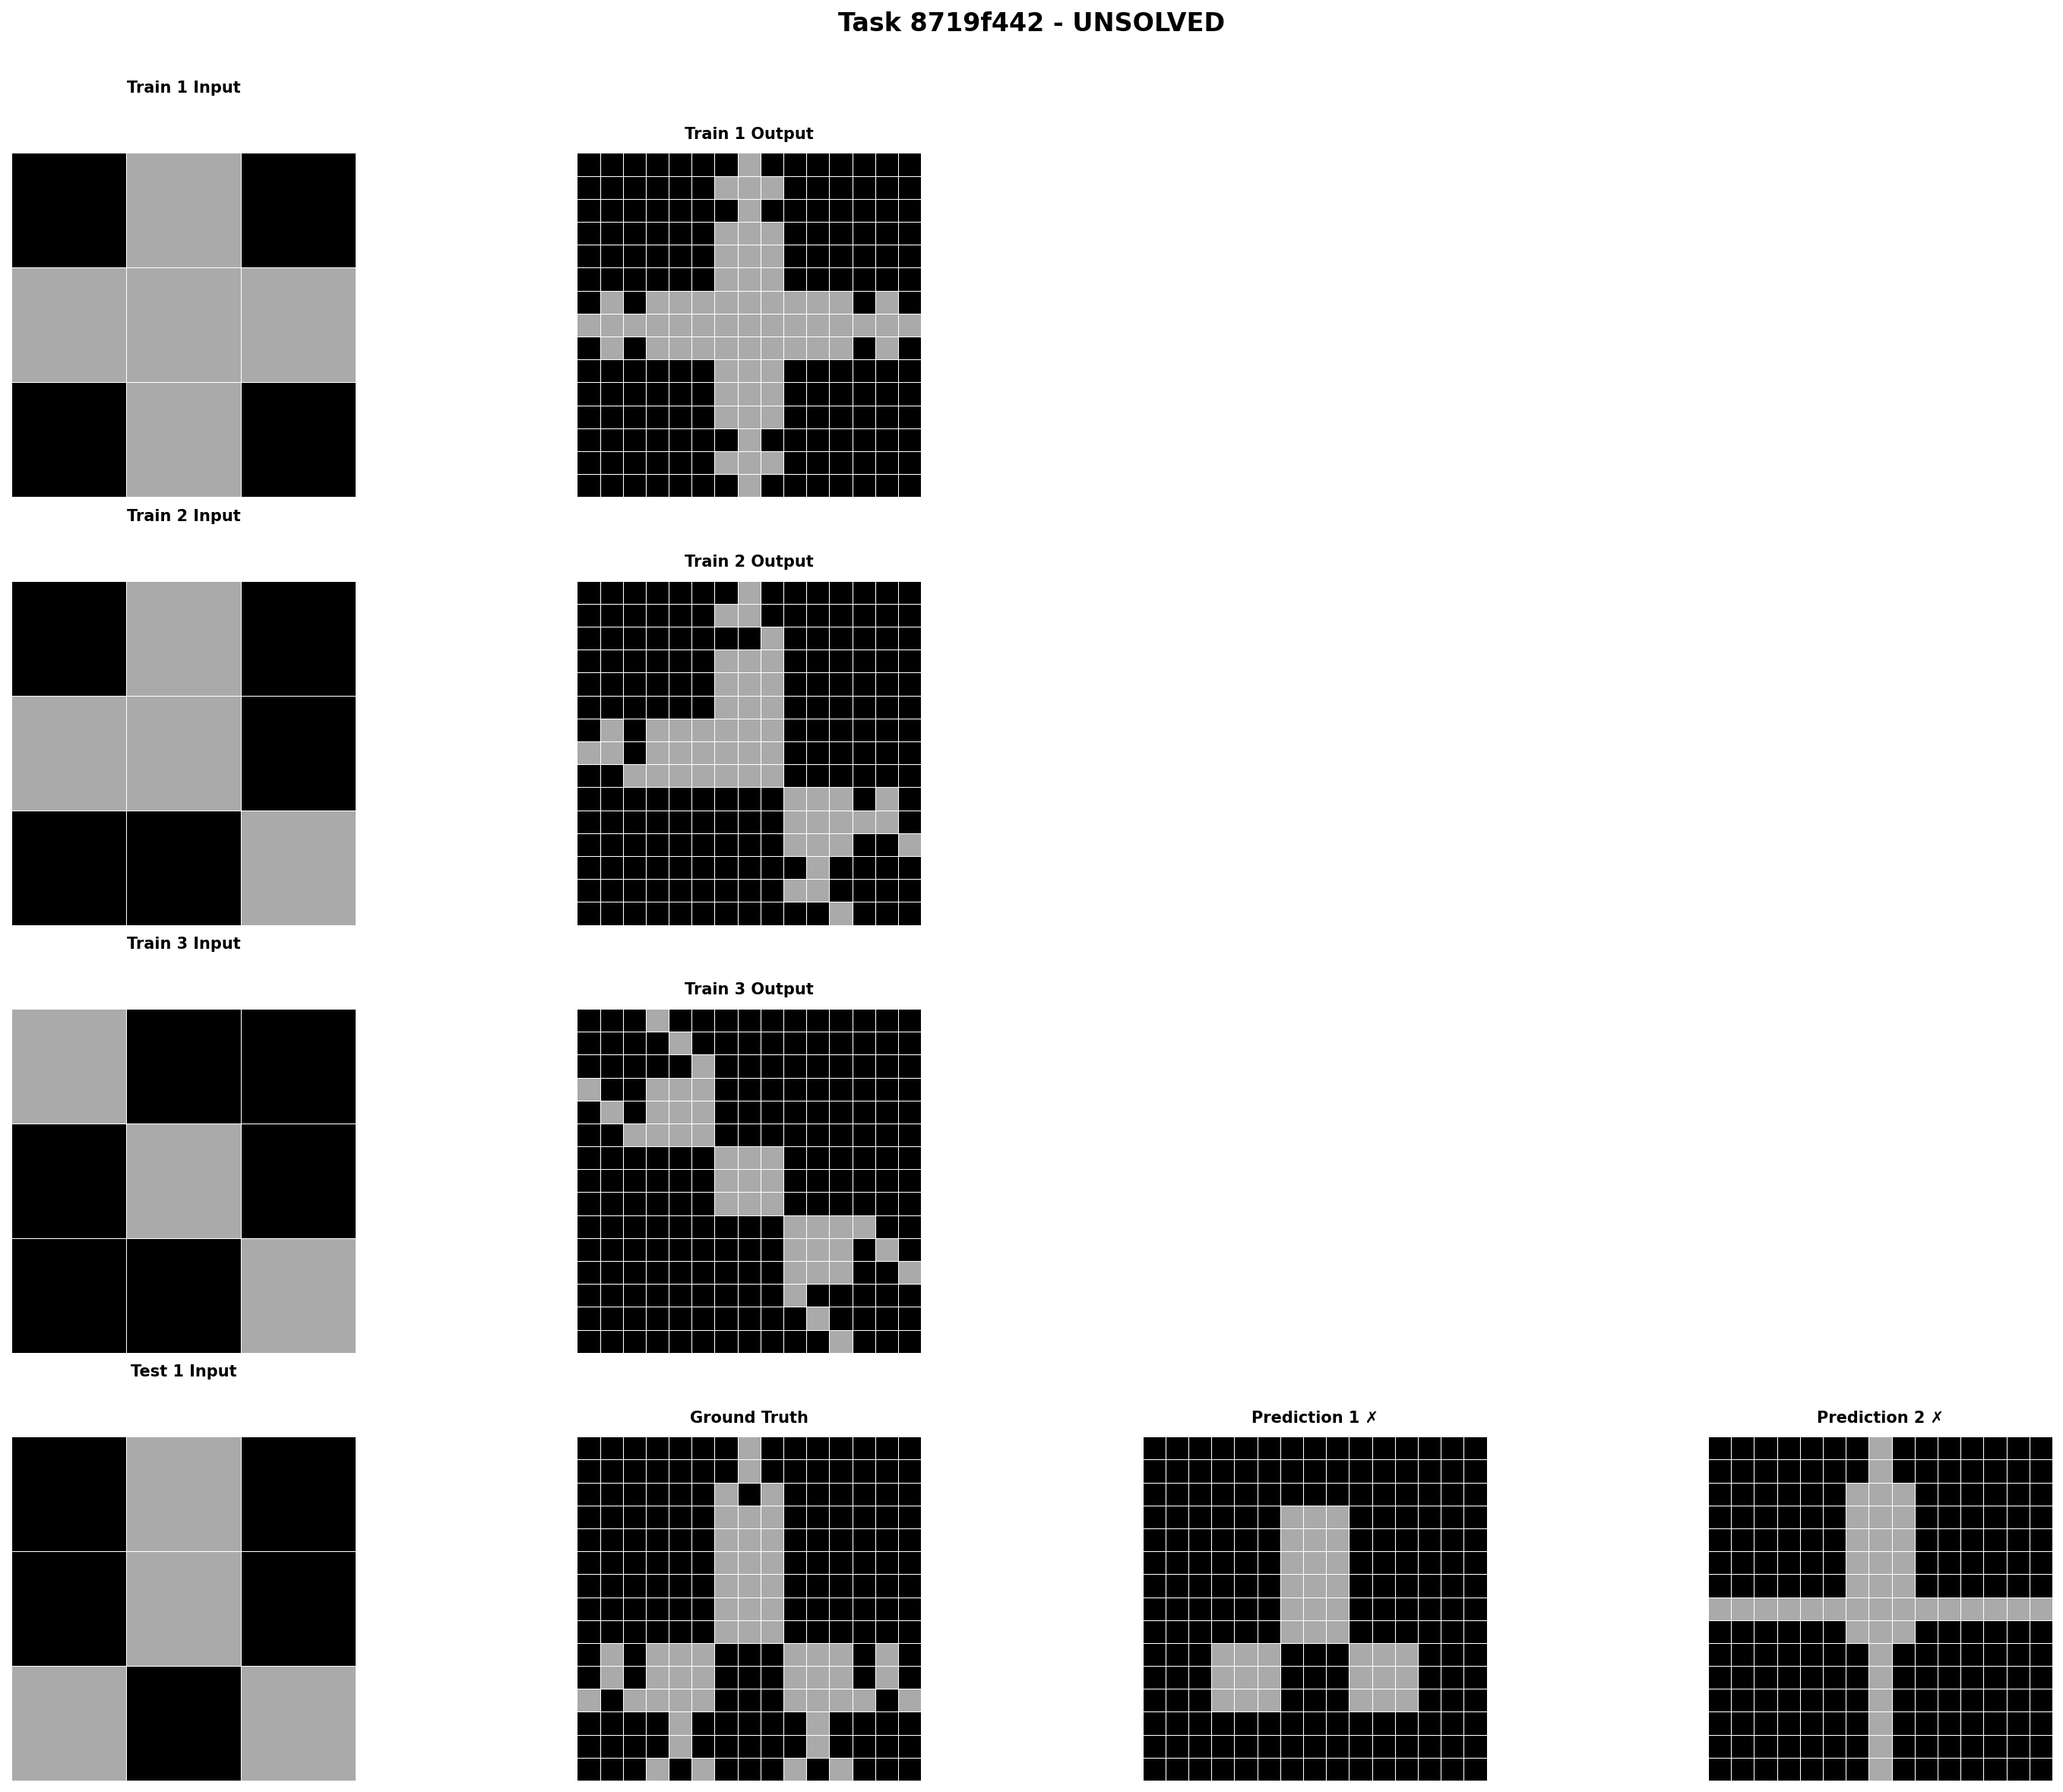 Task 8719f442 - UNSOLVED
Train 1 Input
Train 1 Output
Train 2 Input
Train 2 Output
Train 3 Input
Train 3 Output
Test 1 Input
Ground Truth
Prediction 1 ✗
Prediction 2 ✗